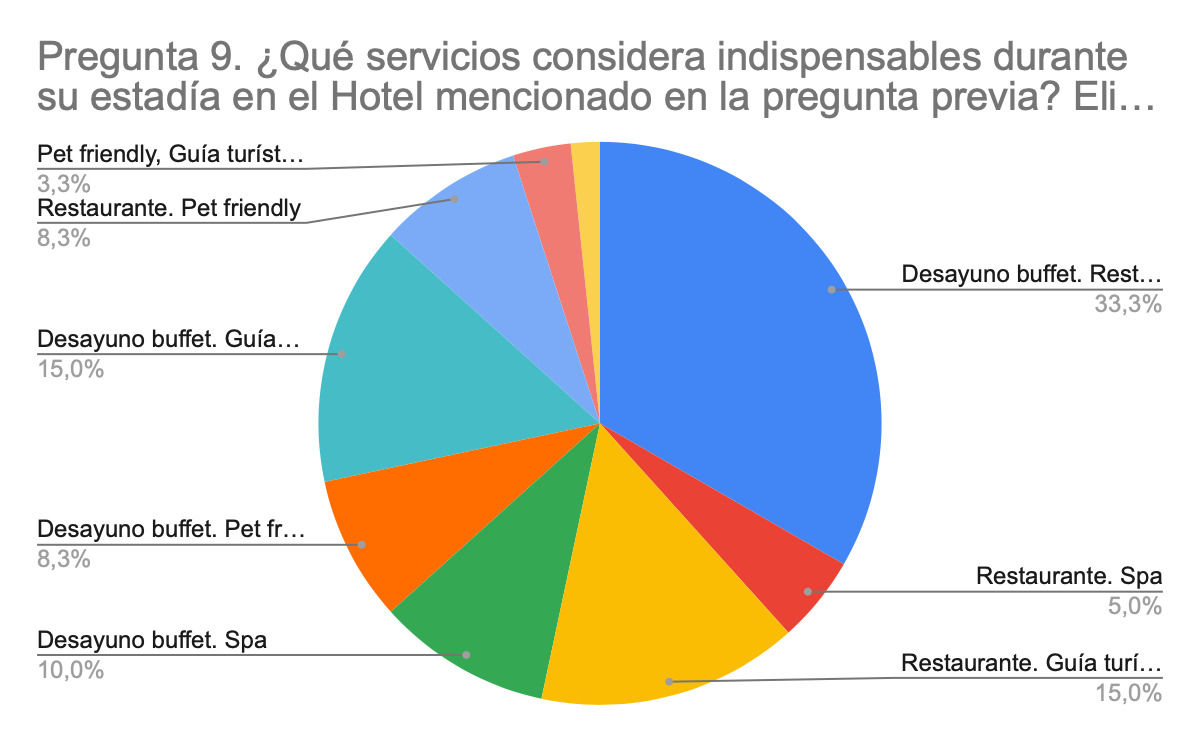 Pregunta 9. ¿Qué servicios considera indispensables durante
su estadía en el Hotel mencionado en la pregunta previa? Eli…
Pet friendly, Guía turíst…
3,3%
Restaurante. Pet friendly
8,3%
Desayuno buffet. Guía…
15,0%
Desayuno buffet. Pet fr…
8,3%
Desayuno buffet. Spa
10,0%
Desayuno buffet. Rest…
33,3%
Restaurante. Spa
5,0%
Restaurante. Guía turí…
15,0%